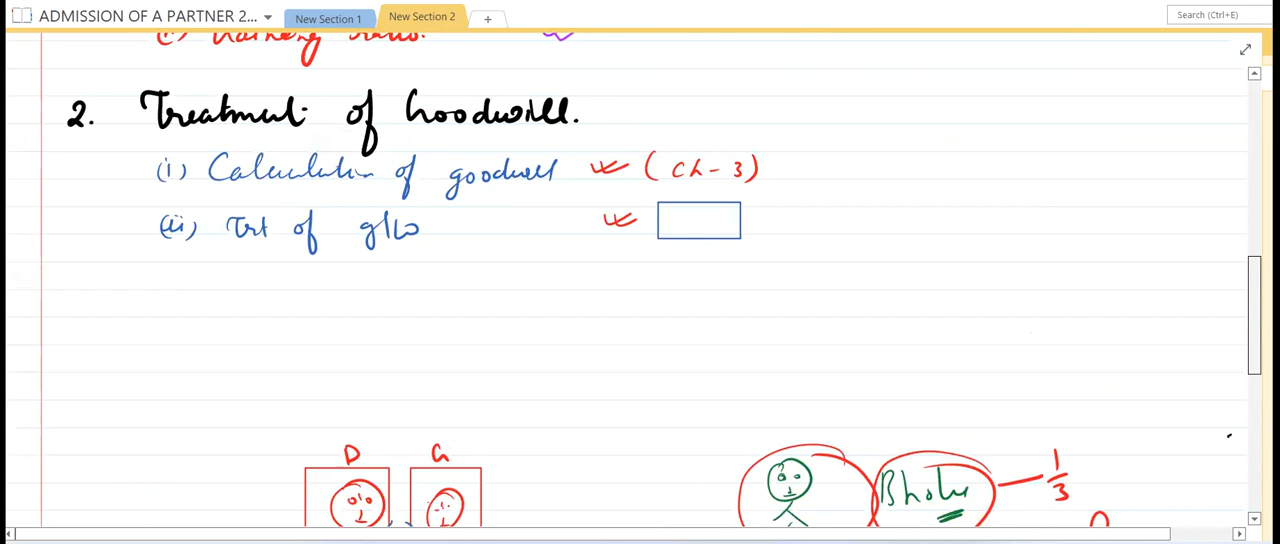 ADMISSION OF A PARTNER 2...
New Section 1
New Section 2
+
Search (Ctrl+E)
2. Treatment of Goodwill.
(i) Calculation of goodwill (Ch-3)
(ii) Trt of g/w
D G
Bholu 1/3